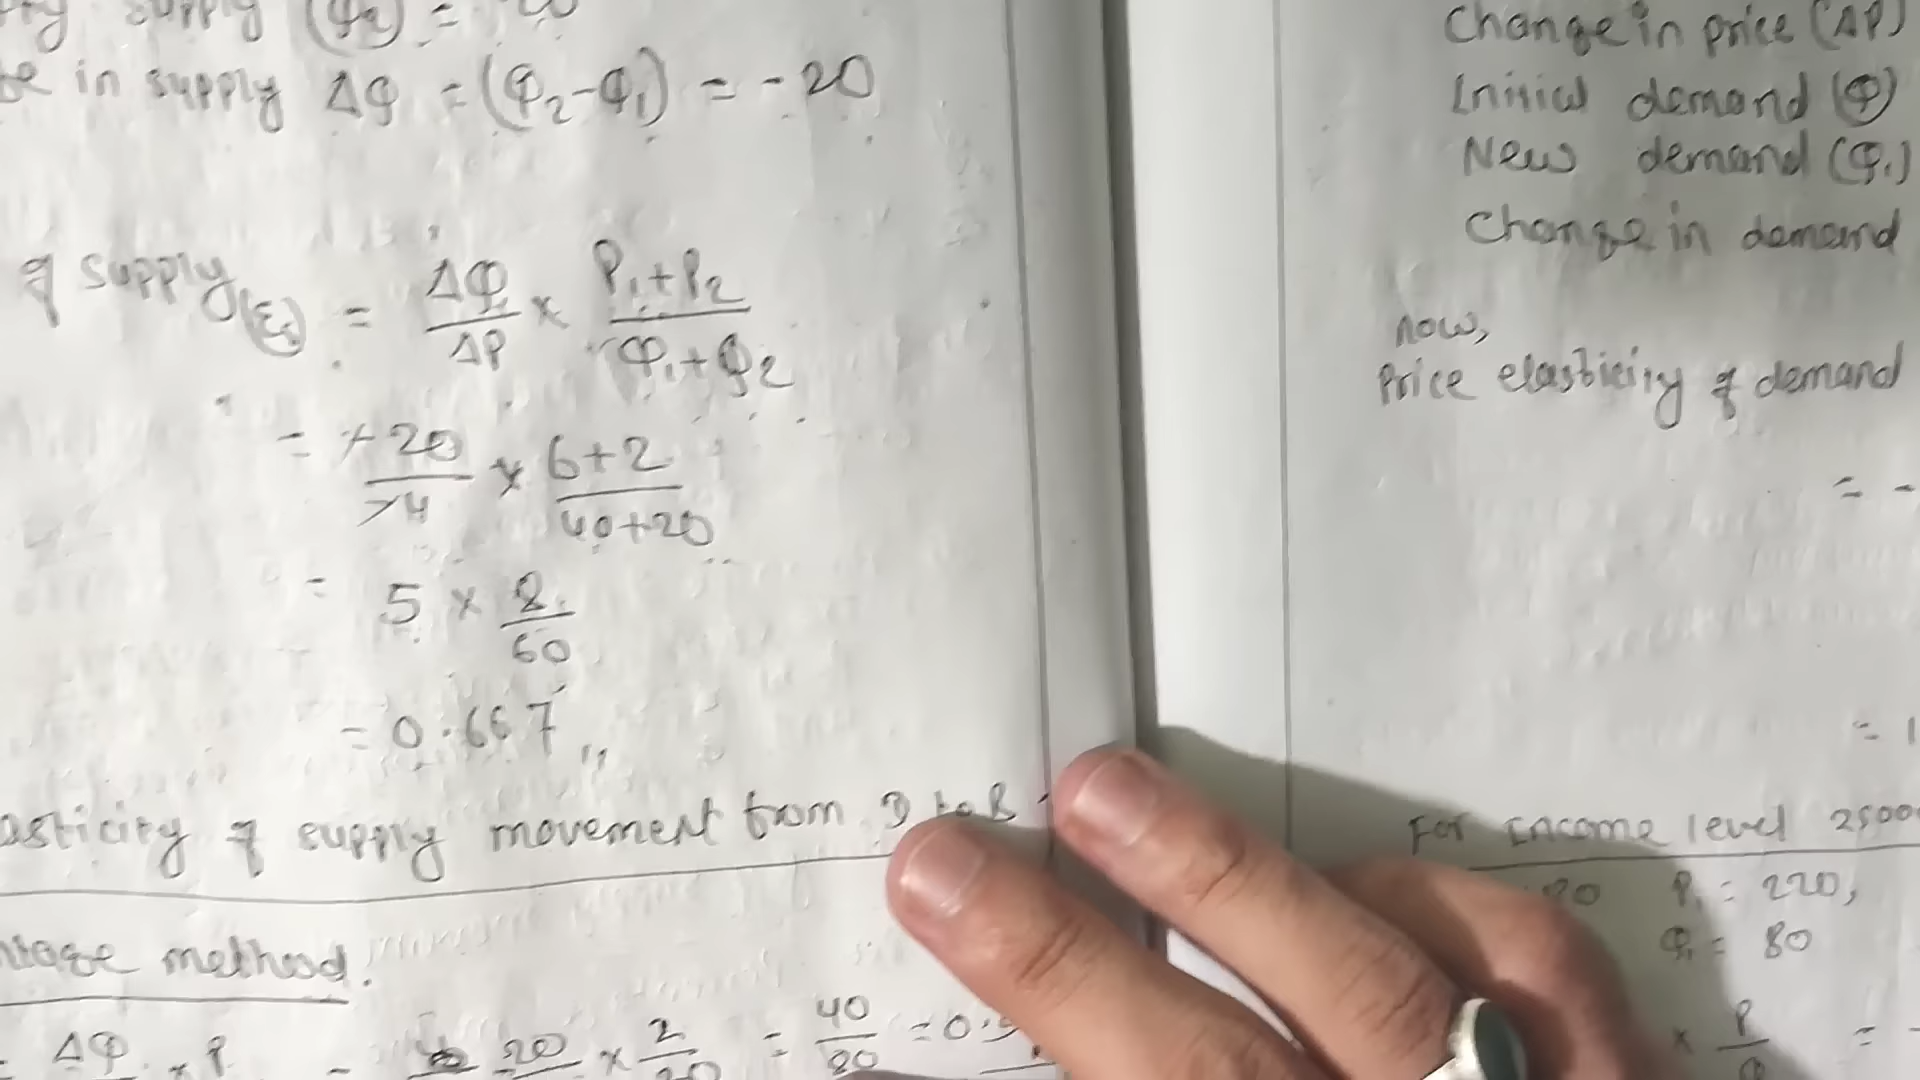 supply (Q2) =
in supply ΔQ = (Q2-Q1) = - 20
of supply (Es) = ΔQ/ΔP x P1+P2/Q1+Q2
= -20/-4 x 6+2/40+20
= 5 x 8/60
= 0.667
of supply movement from D to B
method.
ΔQ x P = 20 x 2 = 40/80 = 0.5
Change in price (ΔP)
Initial demand (Q)
New demand (Q1)
Change in demand
now,
Price elasticity of demand
= -
=
For income level
P1 = 220,
Q1 = 80
x P/Q =